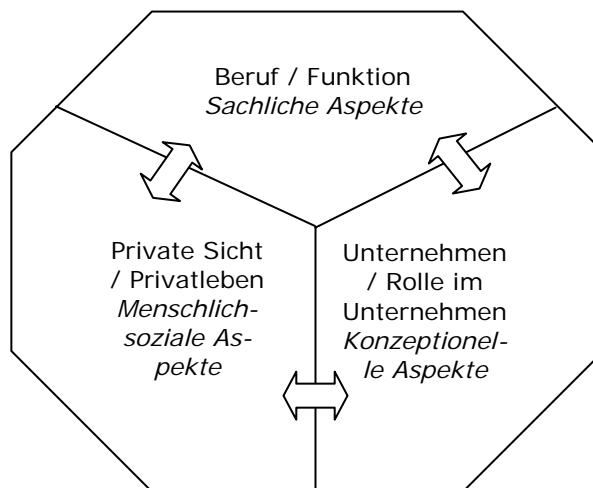 Beruf / Funktion
Sachliche Aspekte
Private Sicht
/ Privatleben
Menschlich-
soziale As-
pekte
Unternehmen
/ Rolle im
Unternehmen
Konzeptionel-
le Aspekte